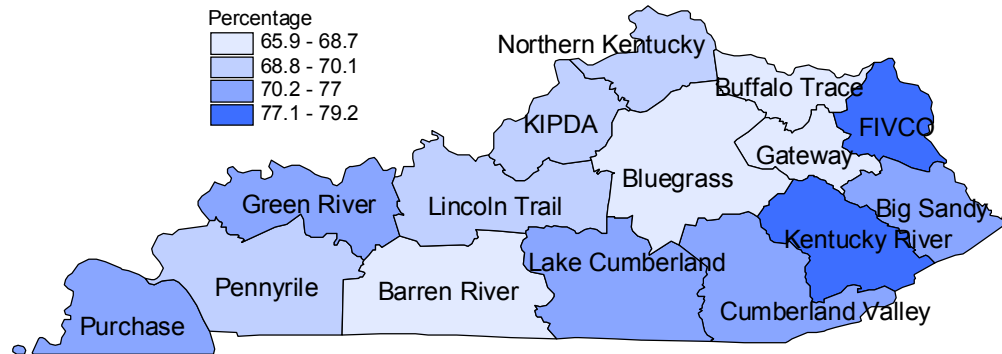 Percentage
65.9 - 68.7
68.8 - 70.1
70.2 - 77
77.1 - 79.2
Northern Kentucky
Buffalo Trace
FIVCO
KIPDA
Gateway
Bluegrass
Green River
Lincoln Trail
Big Sandy
Kentucky River
Lake Cumberland
Pennyrile
Barren River
Cumberland Valley
Purchase